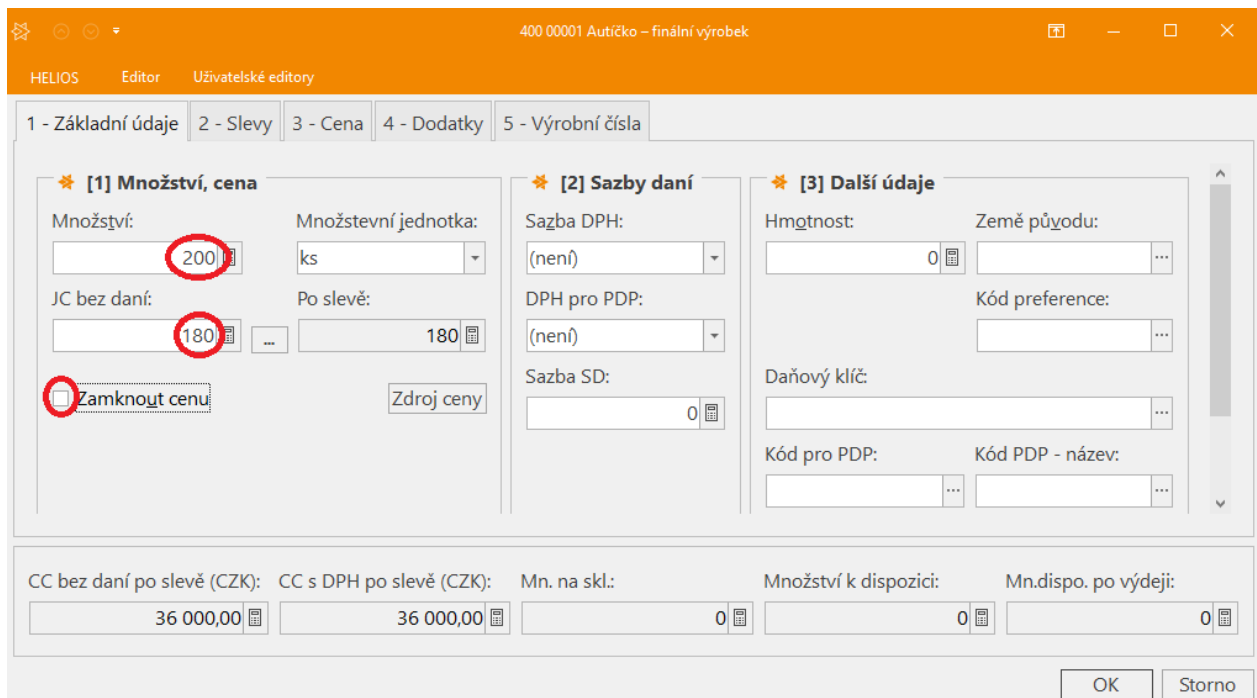 400 00001 Autíčko – finální výrobek
HELIOS Editor Uživatelské editory
1 - Základní údaje 2 - Slevy 3 - Cena 4 - Dodatky 5 - Výrobní čísla
[1] Množství, cena [2] Sazby daní [3] Další údaje
Množství: Množstevní jednotka: Sazba DPH: Hmotnost: Země původu:
200 ks (není) 0 ...
JC bez daní: Po slevě: DPH pro PDP: Kód preference:
180 ... 180 (není) ...
Sazba SD: Daňový klíč:
Zamknout cenu Zdroj ceny 0 ...
Kód pro PDP: Kód PDP - název:
... ...
CC bez daní po slevě (CZK): CC s DPH po slevě (CZK): Mn. na skl.: Množství k dispozici: Mn.dispo. po výdeji:
36 000,00 36 000,00 0 0 0
OK Storno